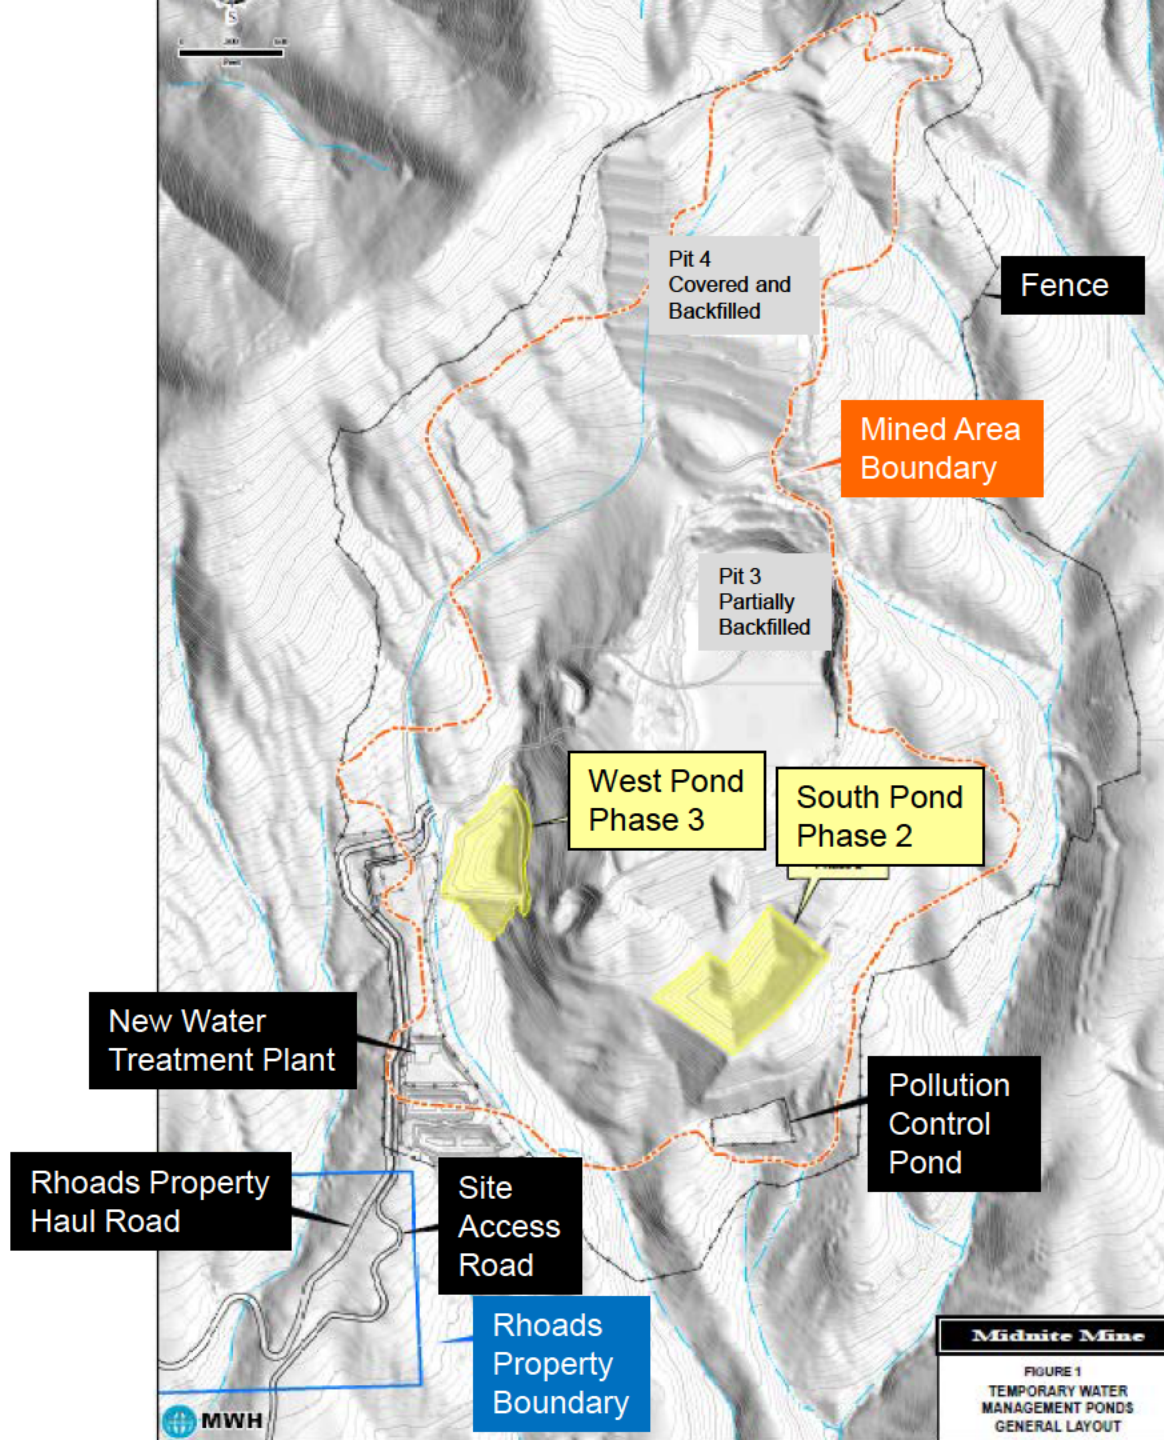 S
Feet
Pit 4
Covered and
Backfilled
Fence
Mined Area
Boundary
Pit 3
Partially
Backfilled
West Pond
Phase 3
South Pond
Phase 2
New Water
Treatment Plant
Pollution
Control
Pond
Rhoads Property
Haul Road
Site
Access
Road
Rhoads
Property
Boundary
MWH
Midnite Mine
FIGURE 1
TEMPORARY WATER
MANAGEMENT PONDS
GENERAL LAYOUT